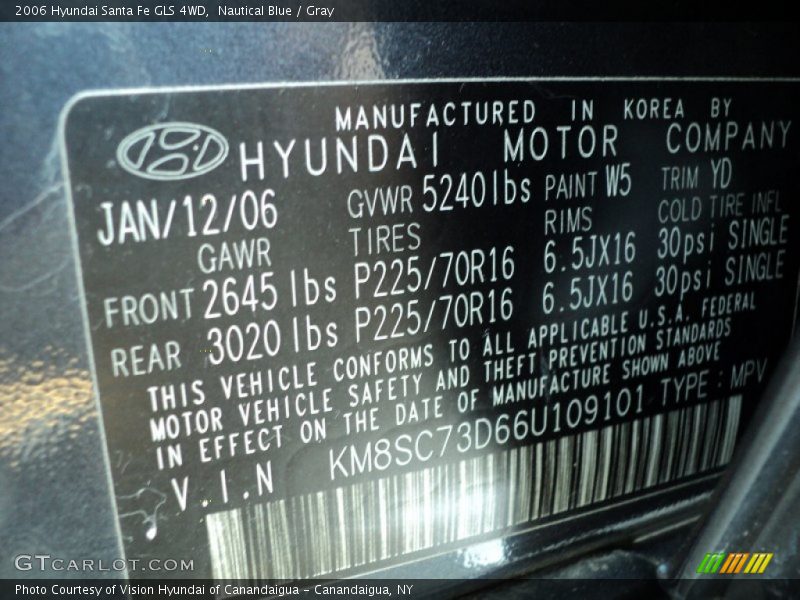 2006 Hyundai Santa Fe GLS 4WD,  Nautical Blue / Gray
MANUFACTURED IN KOREA BY
HYUNDAI MOTOR COMPANY
JAN/12/06 GVWR 5240lbs PAINT W5 TRIM YD
GAWR TIRES RIMS COLD TIRE INFL
FRONT 2645 lbs P225/70R16 6.5JX16 30psi SINGLE
REAR 3020 lbs P225/70R16 6.5JX16 30psi SINGLE
THIS VEHICLE CONFORMS TO ALL APPLICABLE U.S.A. FEDERAL
MOTOR VEHICLE SAFETY AND THEFT PREVENTION STANDARDS
IN EFFECT ON THE DATE OF MANUFACTURE SHOWN ABOVE
V.I.N KM8SC73D66U109101 TYPE : MPV
GTCARLOT.COM
Photo Courtesy of Vision Hyundai of Canandaigua – Canandaigua, NY